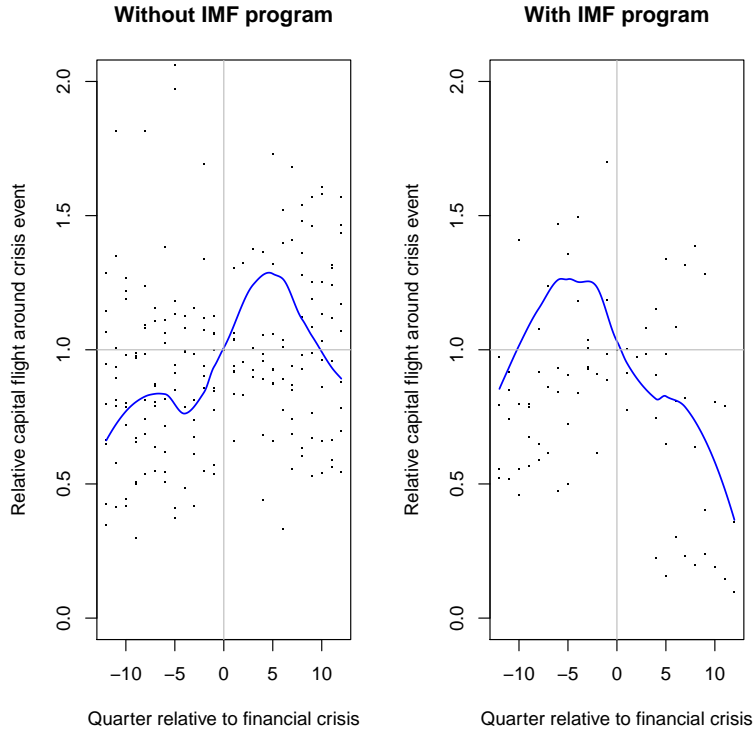 Without IMF program
Relative capital flight around crisis event
0.0 0.5 1.0 1.5 2.0
−10 −5 0 5 10
Quarter relative to financial crisis
With IMF program
Relative capital flight around crisis event
0.0 0.5 1.0 1.5 2.0
−10 −5 0 5 10
Quarter relative to financial crisis